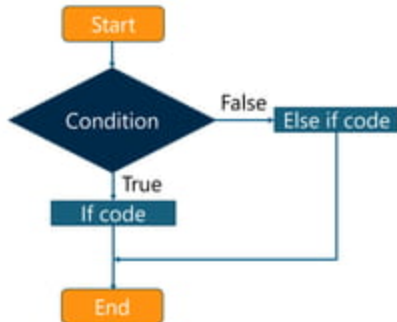 Start
Condition
False
Else if code
True
If code
End